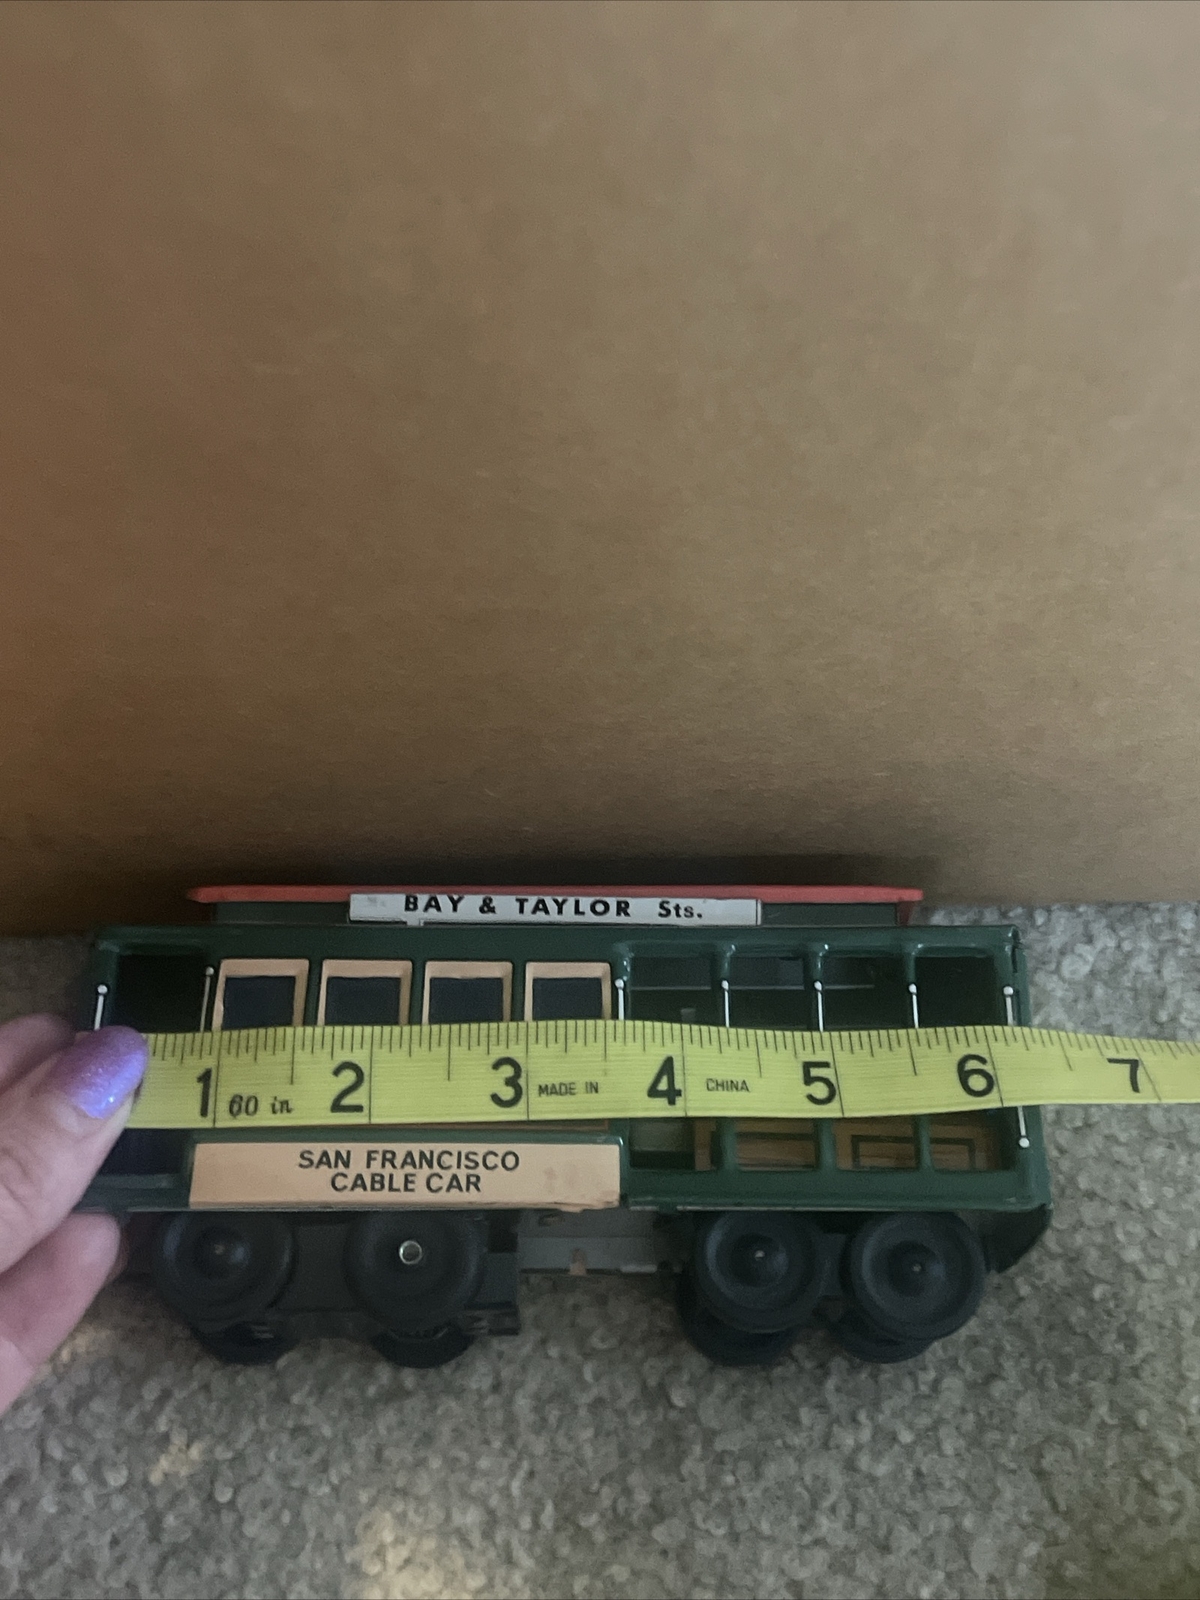 BAY & TAYLOR Sts.
1 60 in 2 3 MADE IN 4 CHINA 5 6 7
SAN FRANCISCO
CABLE CAR